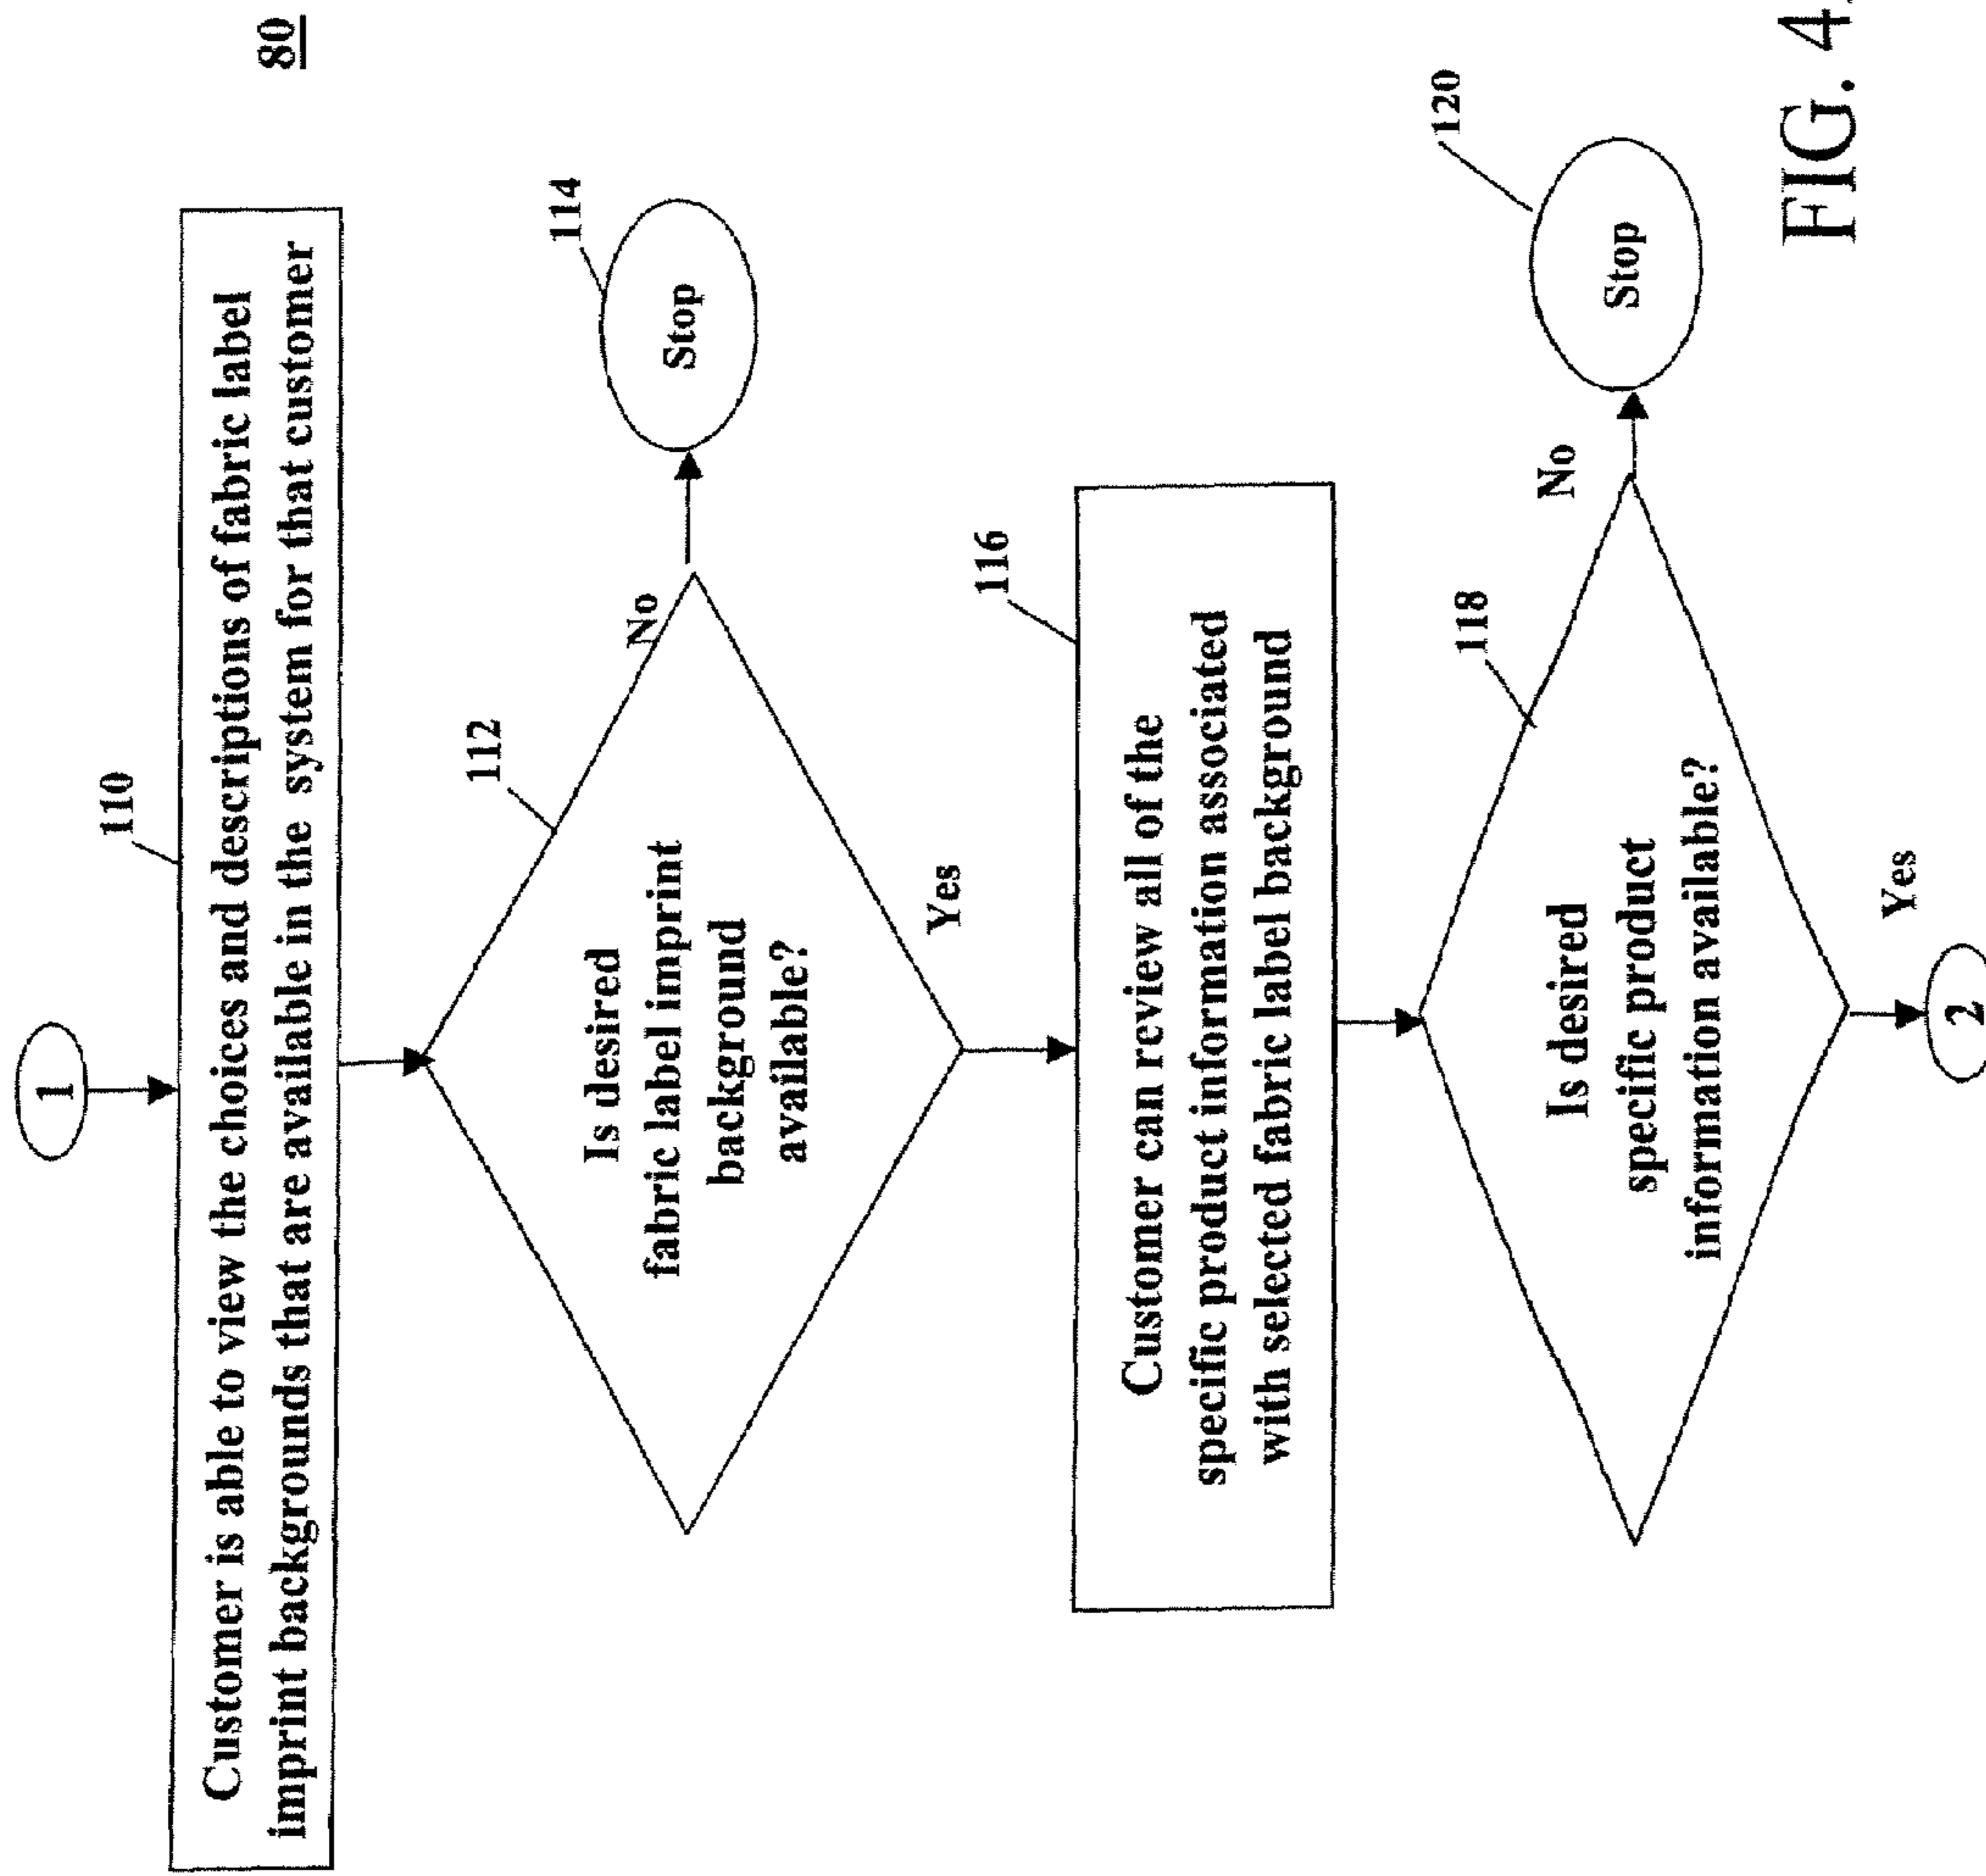 80
1
110
Customer is able to view the choices and descriptions of fabric label
imprint backgrounds that are available in the system for that customer
112
Is desired
fabric label imprint
background
available?
No
114
Stop
Yes
116
Customer can review all of the
specific product information associated
with selected fabric label background
118
Is desired
specific product
information available?
No
120
Stop
Yes
2
FIG. 4